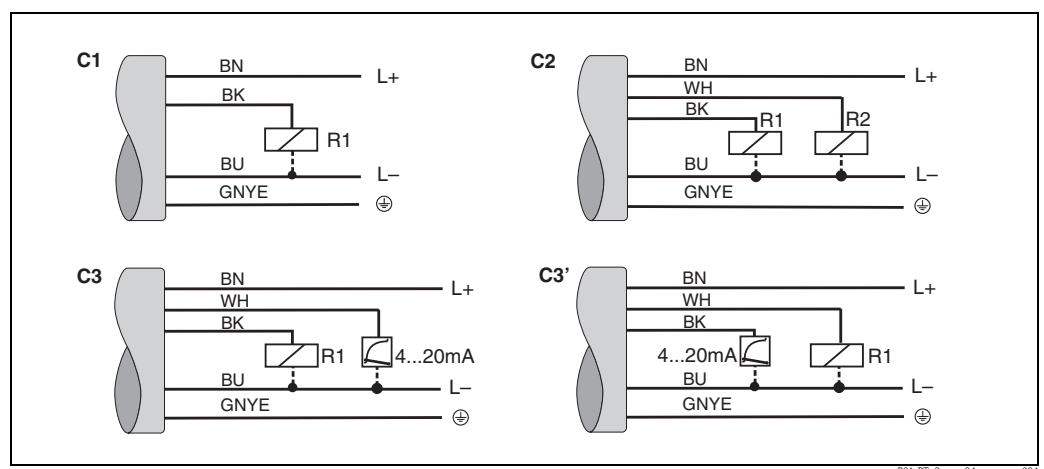 C1
BN
L+
BK
R1
BU
L–
GNYE
C2
BN
L+
WH
BK
R1
R2
BU
L–
GNYE
C3
BN
L+
WH
BK
R1
4...20mA
BU
L–
GNYE
C3’
BN
L+
WH
BK
4...20mA
R1
BU
L–
GNYE